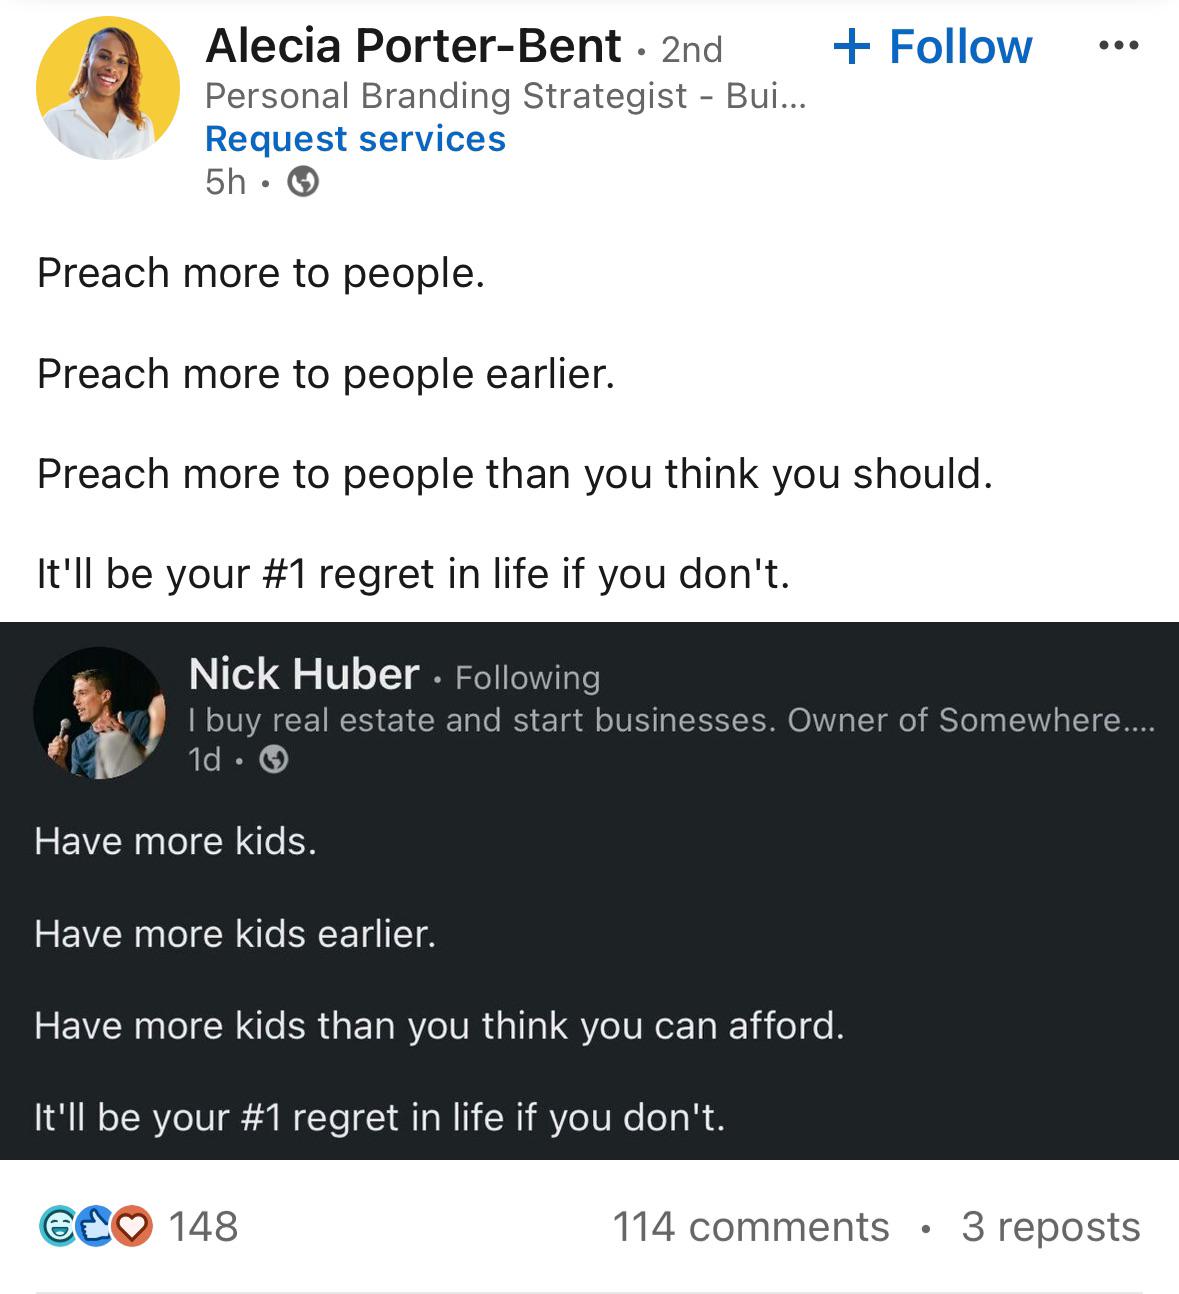 Alecia Porter-Bent • 2nd
+ Follow
Personal Branding Strategist - Bui...
Request services
5h •
Preach more to people.
Preach more to people earlier.
Preach more to people than you think you should.
It'll be your #1 regret in life if you don't.
Nick Huber • Following
I buy real estate and start businesses. Owner of Somewhere....
1d •
Have more kids.
Have more kids earlier.
Have more kids than you think you can afford.
It'll be your #1 regret in life if you don't.
148
114 comments • 3 reposts